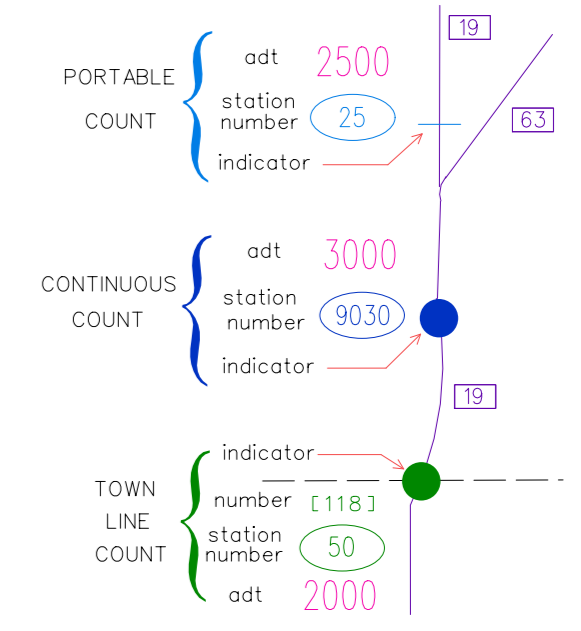 19
adt 2500
PORTABLE
COUNT
station
number
25
63
indicator
adt 3000
CONTINUOUS
COUNT
station
number
9030
indicator
19
indicator
TOWN
LINE
COUNT
number [118]
station
number
50
adt 2000